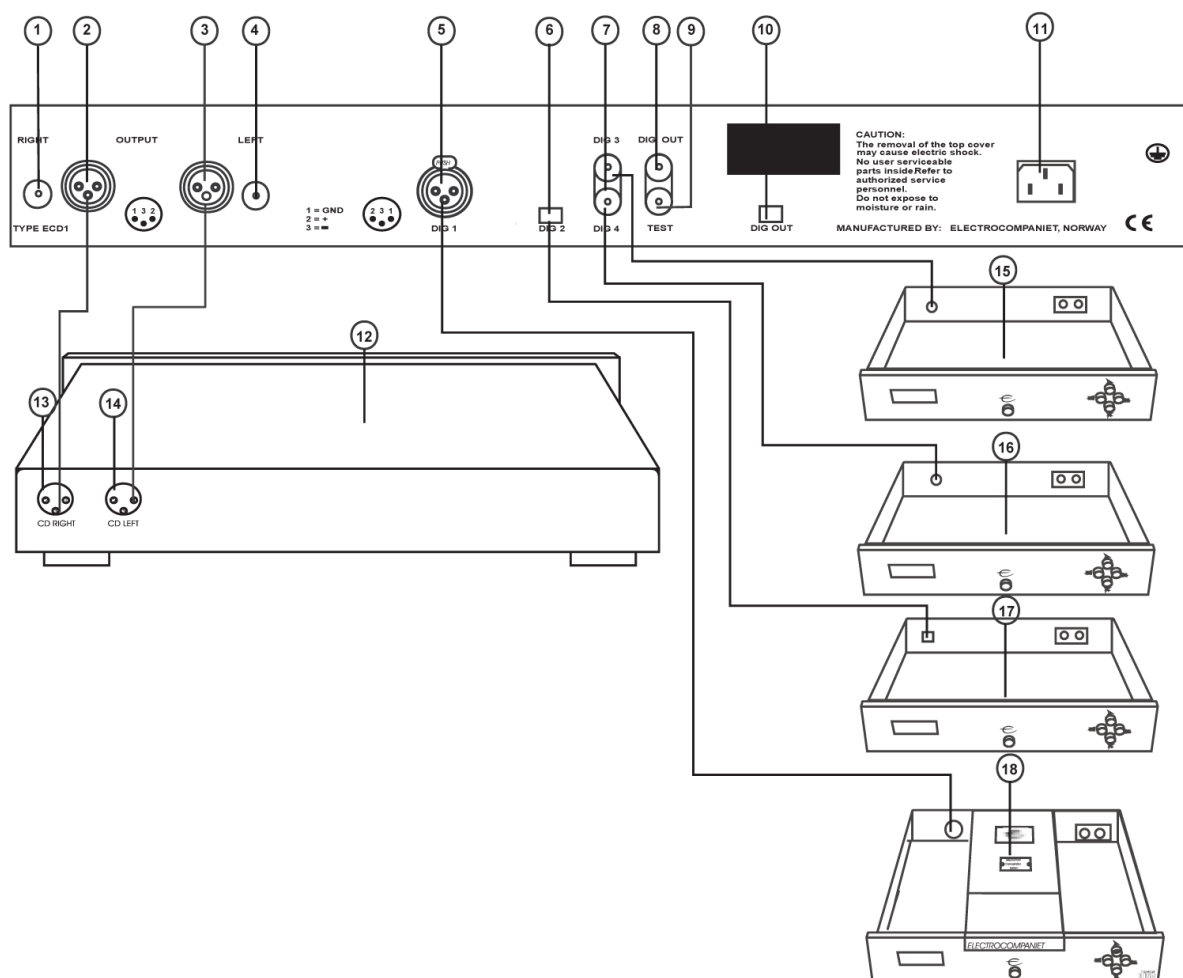 1
2
3
4
5
6
7
8
9
10
11
RIGHT
OUTPUT
LEFT
PUSH
DIG 3
DIG OUT
CAUTION:
The removal of the top cover
may cause electric shock.
No user serviceable
parts inside.Refer to
authorized service
personnel.
Do not expose to
moisture or rain.
1 3 2
1 = GND
2 = +
3 = -
2 3 1
TYPE ECD1
DIG 1
DIG 2
DIG 4
TEST
DIG OUT
MANUFACTURED BY: ELECTROCOMPANIET, NORWAY
CE
15
12
13
14
CD RIGHT
CD LEFT
16
17
18
ELECTROCOMPANIET